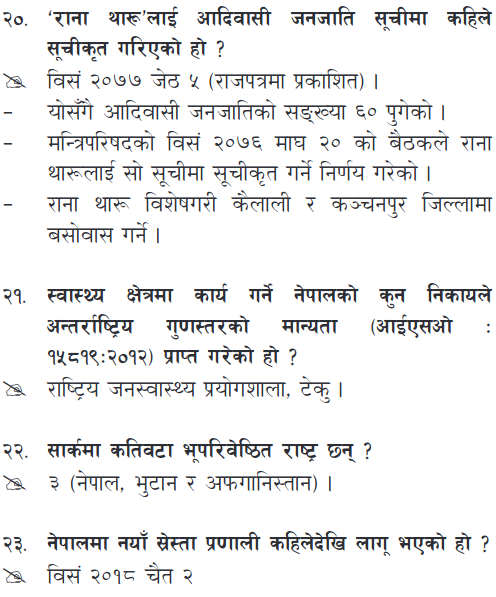 २०. ‘राना थारू’लाई आदिवासी जनजाति सूचीमा कहिले
सूचीकृत गरिएको हो ?
विसं २०७७ जेठ ५ (राजपत्रमा प्रकाशित) ।
– योसँगै आदिवासी जनजातिको सङ्ख्या ६० पुगेको ।
– मन्त्रिपरिषदको विसं २०७६ माघ २० को बैठकले राना
थारूलाई सो सूचीमा सूचीकृत गर्ने निर्णय गरेको ।
– राना थारू विशेषगरी कैलाली र कञ्चनपुर जिल्लामा
बसोवास गर्ने ।
२१. स्वास्थ्य क्षेत्रमा कार्य गर्ने नेपालको कुन निकायले
अन्तर्राष्ट्रिय गुणस्तरको मान्यता (आईएसओ :
१५८१९:२०१२) प्राप्त गरेको हो ?
राष्ट्रिय जनस्वास्थ्य प्रयोगशाला, टेकु ।
२२. सार्कमा कतिवटा भूपरिवेष्ठित राष्ट्र छन् ?
३ (नेपाल, भुटान र अफगानिस्तान) ।
२३. नेपालमा नयाँ स्रेस्ता प्रणाली कहिलेदेखि लागू भएको हो ?
विसं २०१८ चैत २